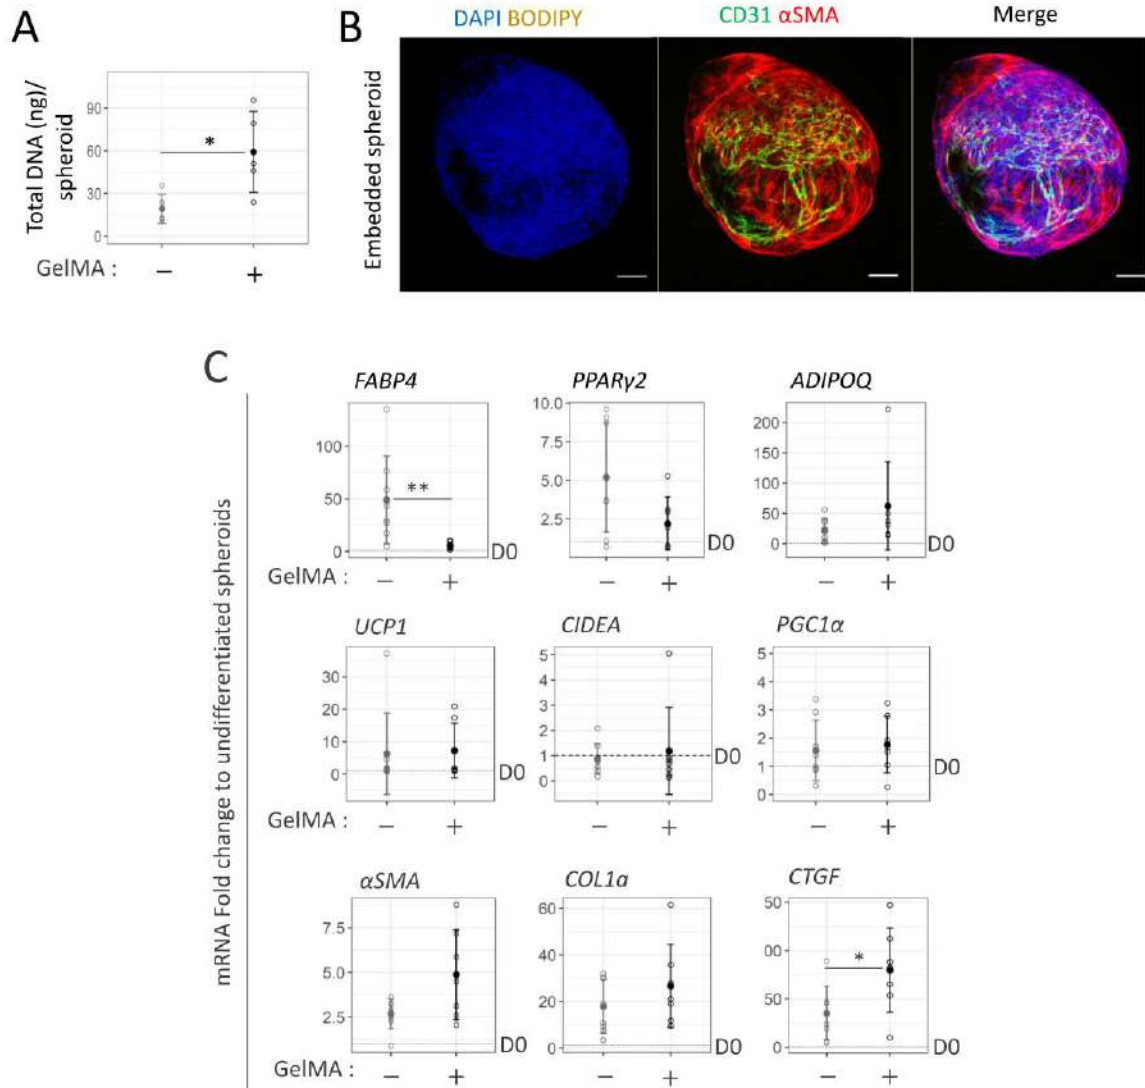 A
Total DNA (ng)/
spheroid
90
60
30
0
*
GelMA : − +
B
DAPI BODIPY
CD31 αSMA
Merge
Embedded spheroid
C
mRNA Fold change to undifferentiated spheroids
FABP4
100
50
0
**
D0
GelMA : − +
PPARγ2
10.0
7.5
5.0
2.5
D0
− +
ADIPOQ
200
150
100
50
0
D0
− +
UCP1
30
20
10
0
D0
GelMA : − +
CIDEA
5
4
3
2
1
0
D0
− +
PGC1α
5
4
3
2
1
0
D0
− +
αSMA
7.5
5.0
2.5
D0
GelMA : − +
COL1α
60
40
20
0
D0
− +
CTGF
50
00
50
0
*
D0
− +